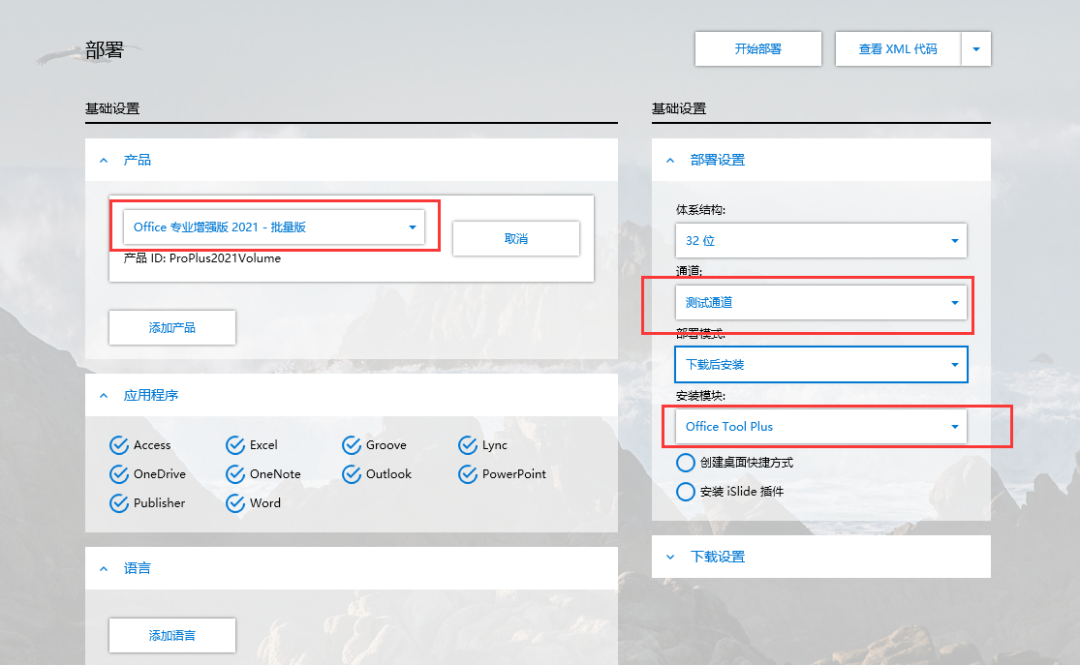 部署
开始部署
查看 XML 代码
基础设置
产品
Office 专业增强版 2021 - 批量版
取消
产品 ID: ProPlus2021Volume
添加产品
应用程序
Access Excel Groove Lync
OneDrive OneNote Outlook PowerPoint
Publisher Word
语言
添加语言
基础设置
部署设置
体系结构:
32 位
通道:
测试通道
部署模式:
下载后安装
安装模块:
Office Tool Plus
创建桌面快捷方式
安装 iSlide 插件
下载设置